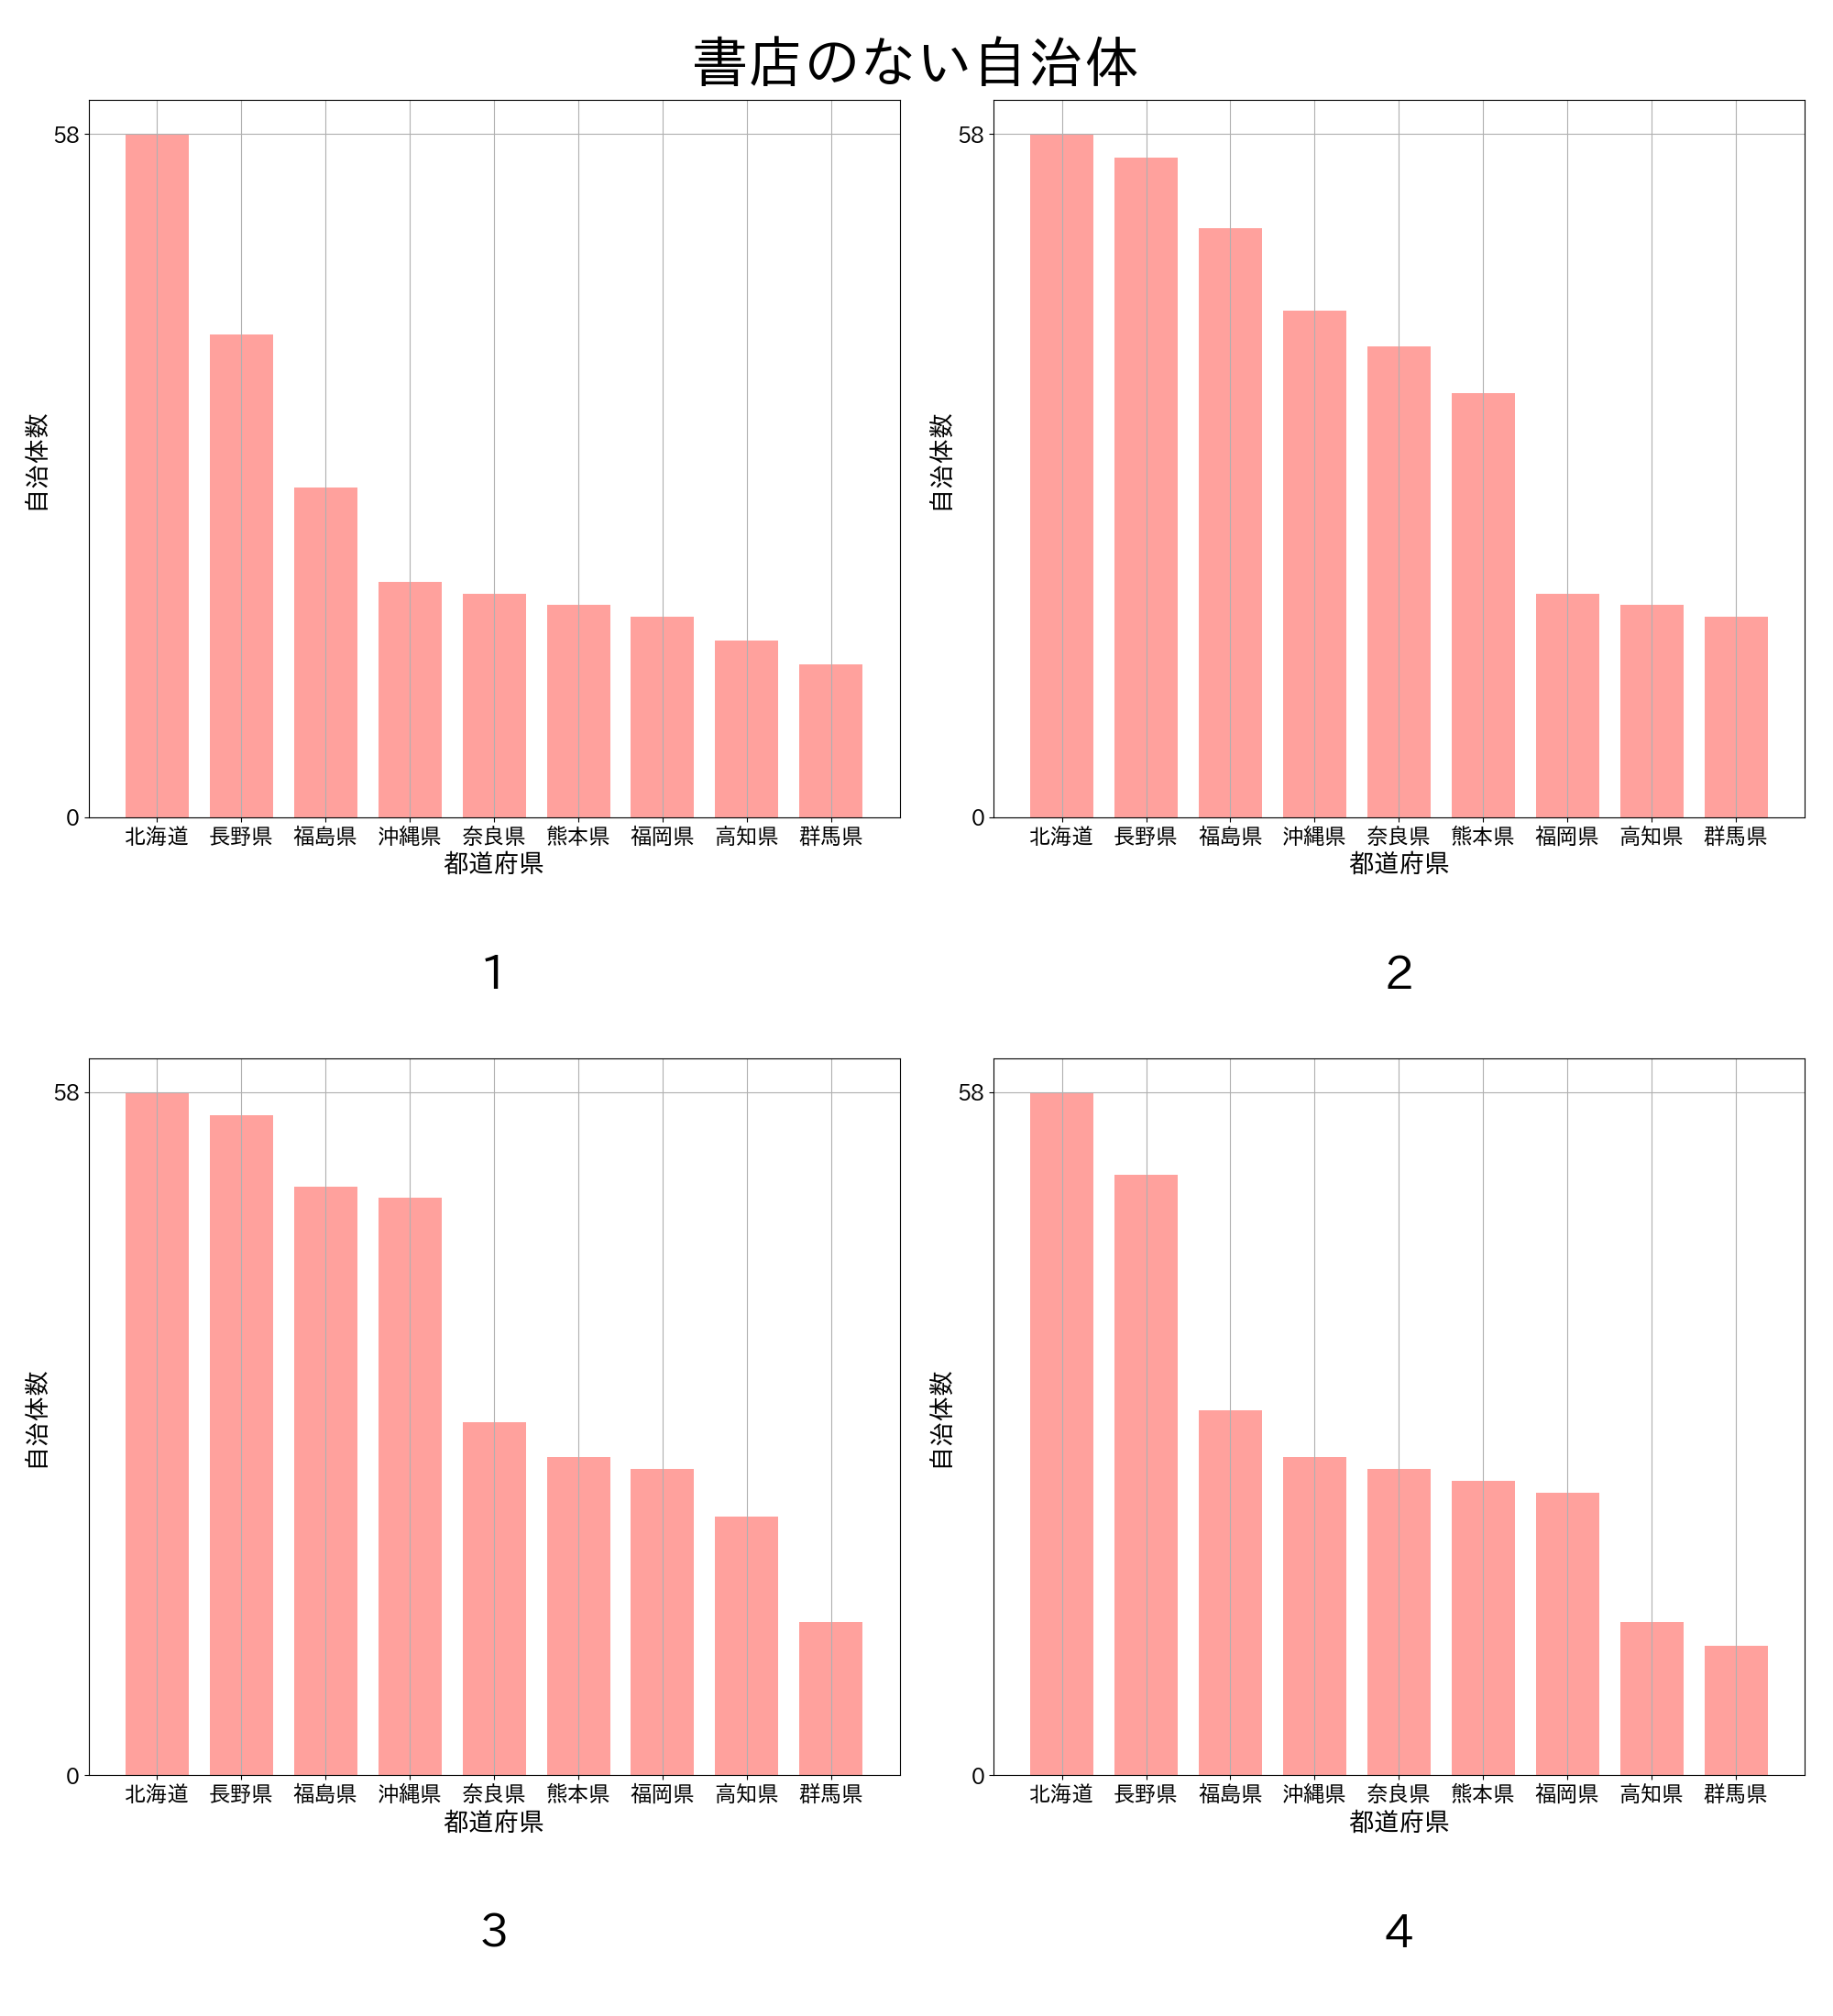 書店のない自治体
58
0
自治体数
北海道 長野県 福島県 沖縄県 奈良県 熊本県 福岡県 高知県 群馬県
都道府県
1
58
0
自治体数
北海道 長野県 福島県 沖縄県 奈良県 熊本県 福岡県 高知県 群馬県
都道府県
2
58
0
自治体数
北海道 長野県 福島県 沖縄県 奈良県 熊本県 福岡県 高知県 群馬県
都道府県
3
58
0
自治体数
北海道 長野県 福島県 沖縄県 奈良県 熊本県 福岡県 高知県 群馬県
都道府県
4